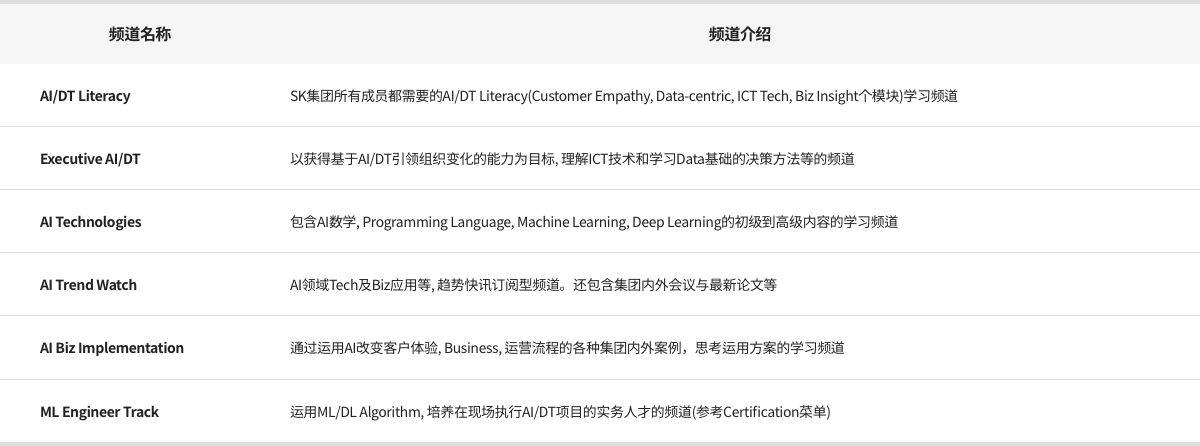 频道名称 频道介绍
AI/DT Literacy SK集团所有成员都需要的AI/DT Literacy(Customer Empathy, Data-centric, ICT Tech, Biz Insight个模块)学习频道
Executive AI/DT 以获得基于AI/DT引领组织变化的能力为目标, 理解ICT技术和学习Data基础的决策方法等的频道
AI Technologies 包含AI数学, Programming Language, Machine Learning, Deep Learning的初级到高级内容的学习频道
AI Trend Watch AI领域Tech及Biz应用等, 趋势快讯订阅型频道。还包含集团内外会议与最新论文等
AI Biz Implementation 通过运用AI改变客户体验, Business, 运营流程的各种集团内外案例，思考运用方案的学习频道
ML Engineer Track 运用ML/DL Algorithm, 培养在现场执行AI/DT项目的实务人才的频道(参考Certification菜单)